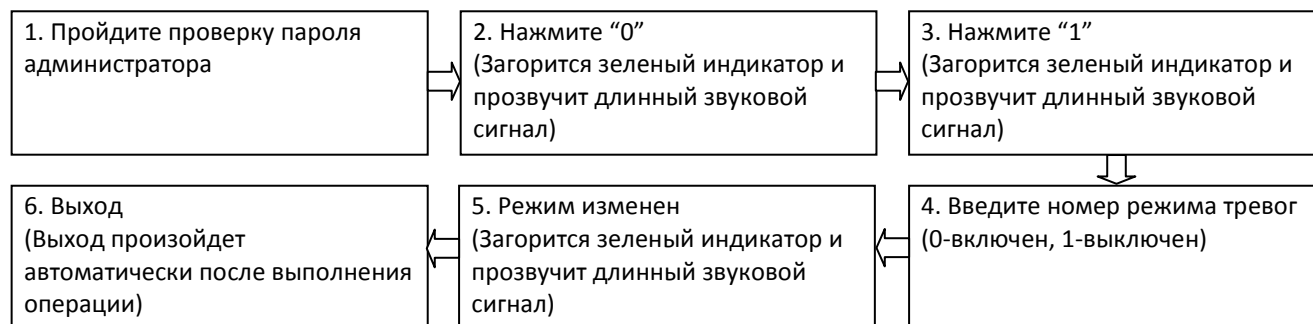 1. Пройдите проверку пароля
администратора
2. Нажмите “0”
(Загорится зеленый индикатор и
прозвучит длинный звуковой
сигнал)
3. Нажмите “1”
(Загорится зеленый индикатор и
прозвучит длинный звуковой
сигнал)
4. Введите номер режима тревог
(0-включен, 1-выключен)
5. Режим изменен
(Загорится зеленый индикатор и
прозвучит длинный звуковой
сигнал)
6. Выход
(Выход произойдет
автоматически после выполнения
операции)